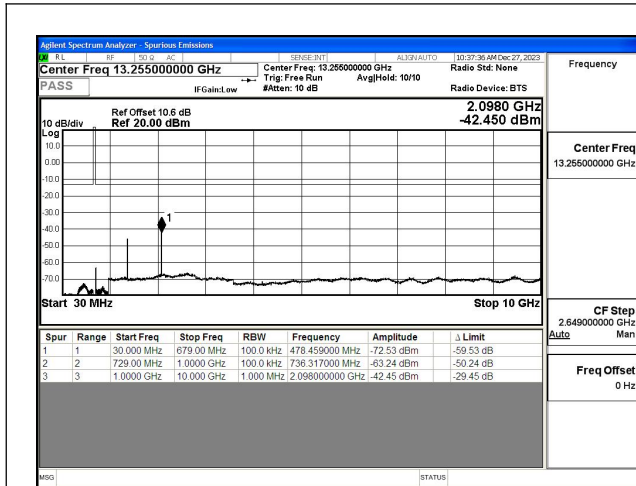 Agilent Spectrum Analyzer - Spurious Emissions
RL RF 50 Ω AC SENSE:INT ALIGN AUTO 10:37:36 AM Dec 27, 2023
Center Freq 13.255000000 GHz
Center Freq: 13.255000000 GHz
Radio Std: None
Trig: Free Run Avg|Hold: 10/10
PASS
IFGain:Low
#Atten: 10 dB
Radio Device: BTS
Ref Offset 10.6 dB
2.0980 GHz
10 dB/div
Ref 20.00 dBm
-42.450 dBm
Log
10.0
0.00
-10.0
-20.0
-30.0
-40.0
-50.0
-60.0
-70.0
1
Start 30 MHz
Stop 10 GHz
Spur Range Start Freq Stop Freq RBW Frequency Amplitude Δ Limit
1 1 30.000 MHz 679.00 MHz 100.0 kHz 478.459000 MHz -72.53 dBm -59.53 dB
2 2 729.00 MHz 1.0000 GHz 100.0 kHz 736.317000 MHz -63.24 dBm -50.24 dB
3 3 1.0000 GHz 10.000 GHz 1.000 MHz 2.098000000 GHz -42.45 dBm -29.45 dB
MSG
STATUS
Frequency
Center Freq
13.255000000 GHz
CF Step
2.649000000 GHz
Auto Man
Freq Offset
0 Hz